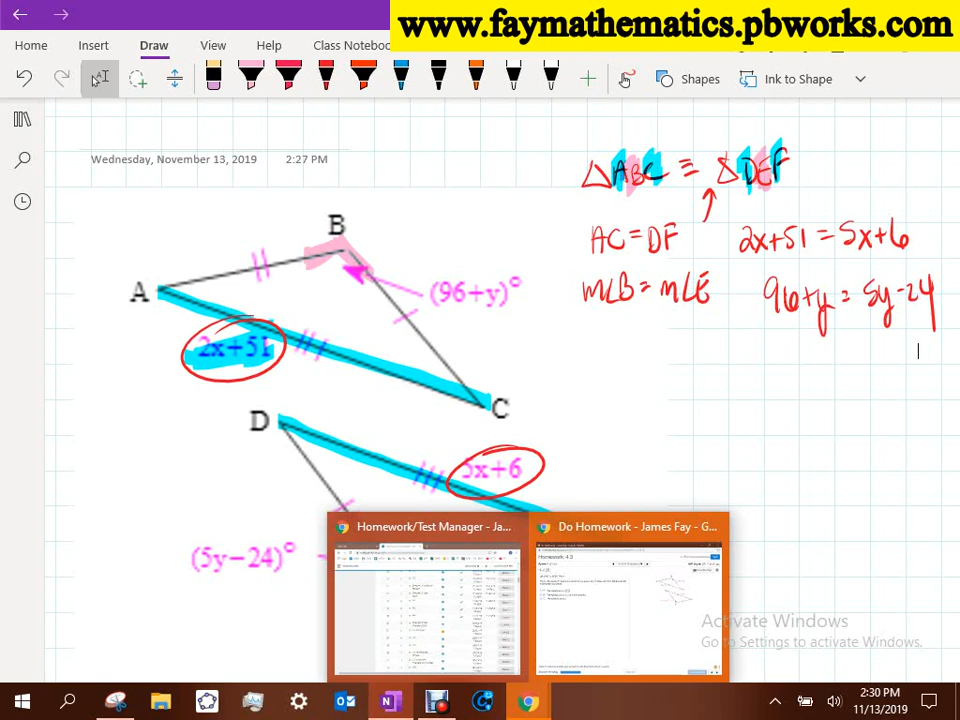 www.faymathematics.pbworks.com
Home Insert Draw View Help Class Notebo
Shapes Ink to Shape
Wednesday, November 13, 2019 2:27 PM
△ABC ≅ △DEF
AC = DF 2x+51 = 5x+6
m∠B = m∠E 96+y = 5y-24
B
A
(96+y)°
2x+51
C
D
5x+6
(5y−24)°
Homework/Test Manager - Ja...
Do Homework - James Fay - G...
Activate Windows
Go to Settings to activate Windows.
2:30 PM
11/13/2019